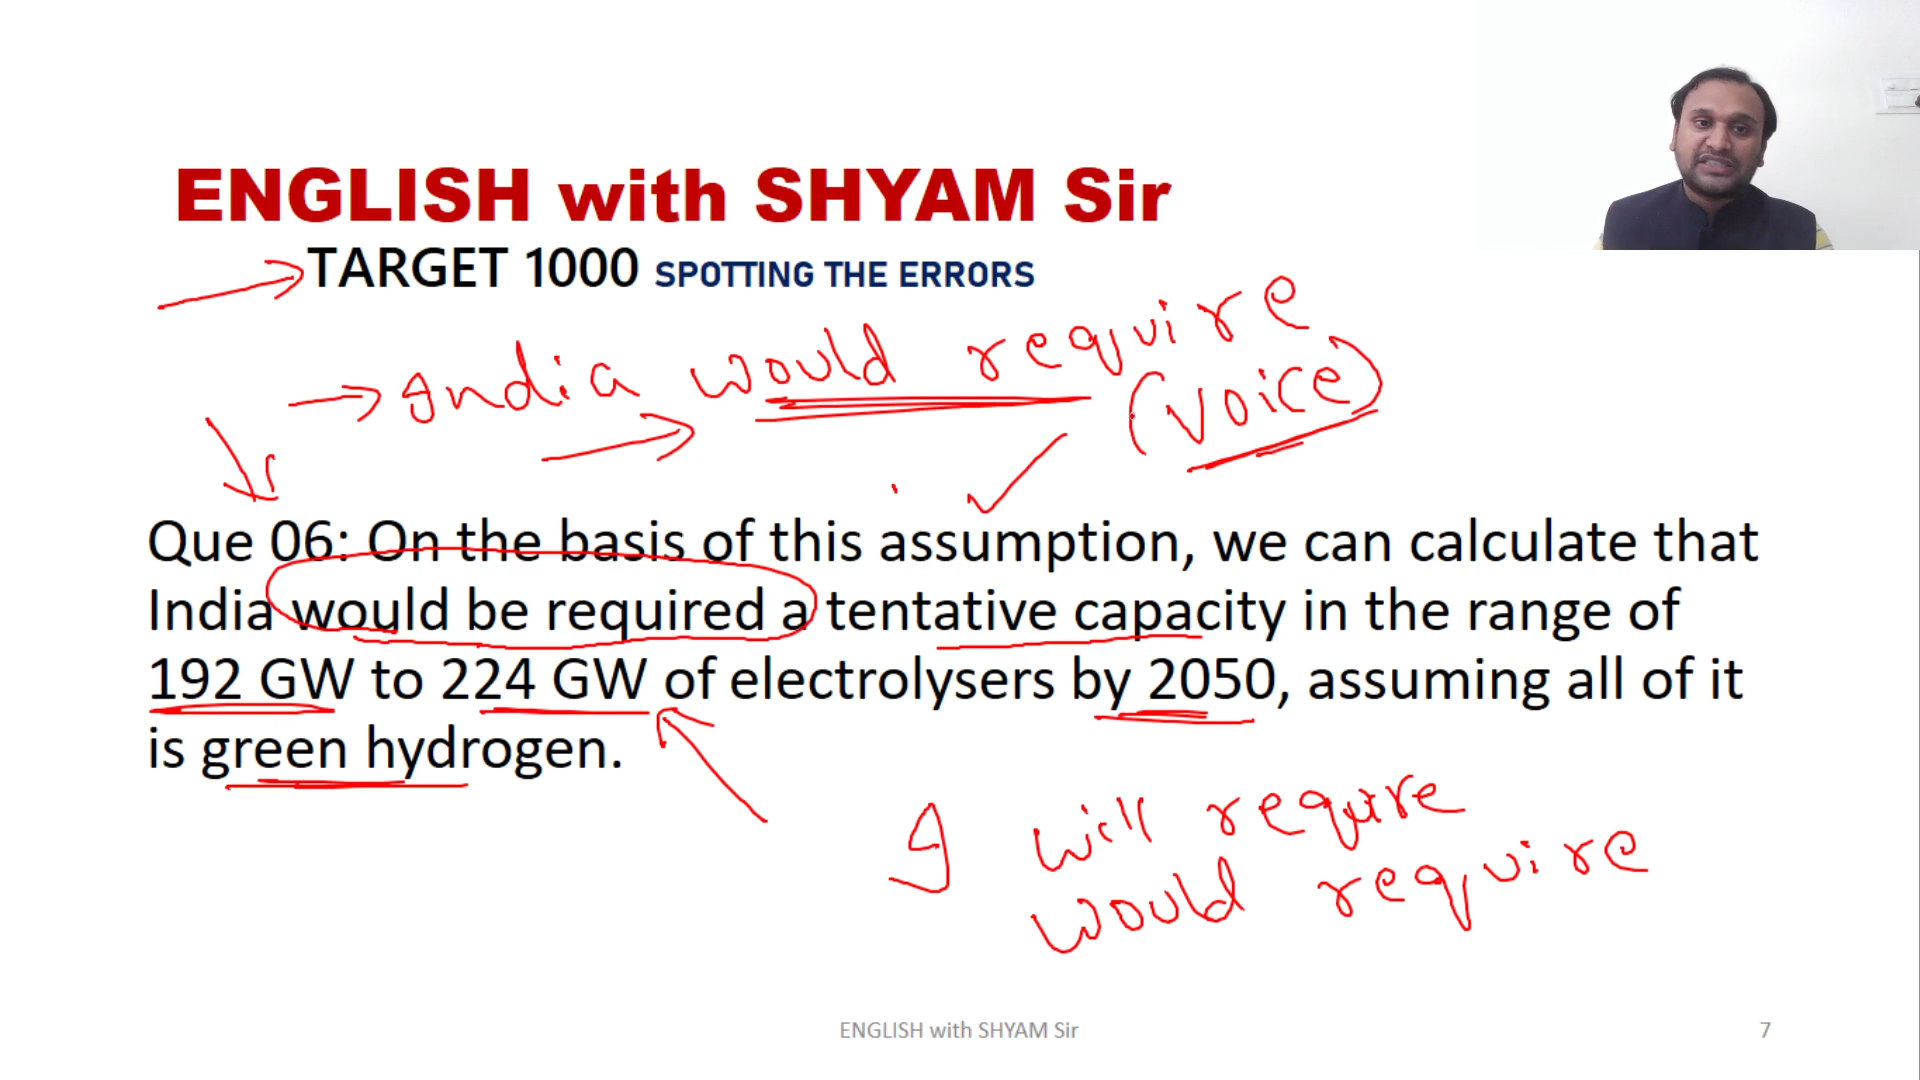 ENGLISH with SHYAM Sir
TARGET 1000 SPOTTING THE ERRORS
India would require
(voice)
Que 06: On the basis of this assumption, we can calculate that
India would be required a tentative capacity in the range of
192 GW to 224 GW of electrolysers by 2050, assuming all of it
is green hydrogen.
I will require
would require
ENGLISH with SHYAM Sir
7